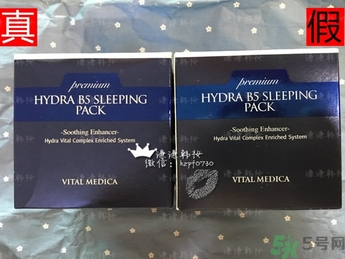 真
假
premium
HYDRA B5 SLEEPING
PACK
-Soothing Enhancer-
Hydra Vital Complex Enriched System
VITAL MEDICA
premium
HYDRA B5 SLEEPING
PACK
-Soothing Enhancer-
Hydra Vital Complex Enriched System
VITAL MEDICA
5号网